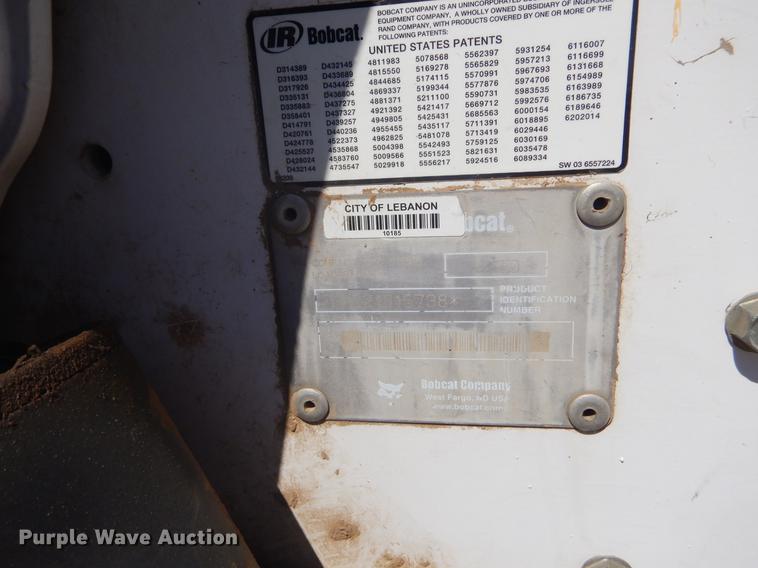 BOBCAT COMPANY IS AN UNINCORPORATED
EQUIPMENT COMPANY, A WHOLLY OWNED SUBSIDIARY OF INGERSOLL
RAND COMPANY, WITH PRODUCTS COVERED BY ONE OR MORE OF THE
FOLLOWING PATENTS:
IR Bobcat.
UNITED STATES PATENTS
D314389 D432145 4811983 5078568 5562397 5931254 6116007
D316393 D433689 4815550 5169278 5565829 5957213 6116699
D317926 D434425 4844685 5174115 5570991 5967693 6131668
D335131 D436804 4869337 5199344 5577876 5974706 6154989
D335883 D437275 4881371 5211100 5590731 5983535 6163989
D358401 D437327 4921392 5421417 5669712 5992576 6186735
D414791 D439257 4949805 5425431 5685563 6000154 6189646
D420761 D440236 4955455 5435117 5711391 6018895 6202014
D424778 4522373 4962825 5481078 5713419 6029446
D425527 4535868 5004398 5542493 5759125 6030169
D428024 4583760 5009566 5551523 5821631 6035478
D432144 4735547 5029918 5556217 5924516 6089334
SW 03 6557224
CITY OF LEBANON
10185
bcat®
PRODUCT
IDENTIFICATION
NUMBER
Bobcat Company
West Fargo, ND USA
www.bobcat.com
Purple Wave Auction